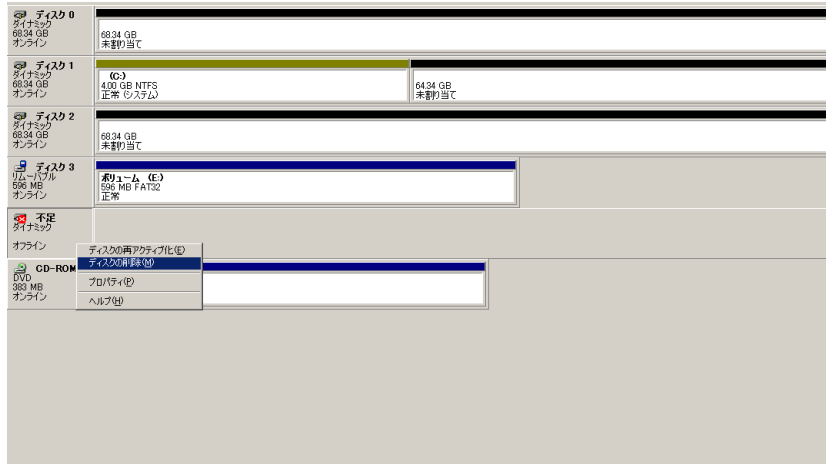 ディスク 0
ダイナミック
68.34 GB
オンライン
68.34 GB
未割り当て
ディスク 1
ダイナミック
68.34 GB
オンライン
(C:)
4.00 GB NTFS
正常 (システム)
64.34 GB
未割り当て
ディスク 2
ダイナミック
68.34 GB
オンライン
68.34 GB
未割り当て
ディスク 3
リムーバブル
596 MB
オンライン
ボリューム (E:)
596 MB FAT32
正常
不足
ダイナミック
オフライン
ディスクの再アクティブ化(E)
ディスクの削除(M)
プロパティ(P)
ヘルプ(H)
CD-ROM
DVD
383 MB
オンライン